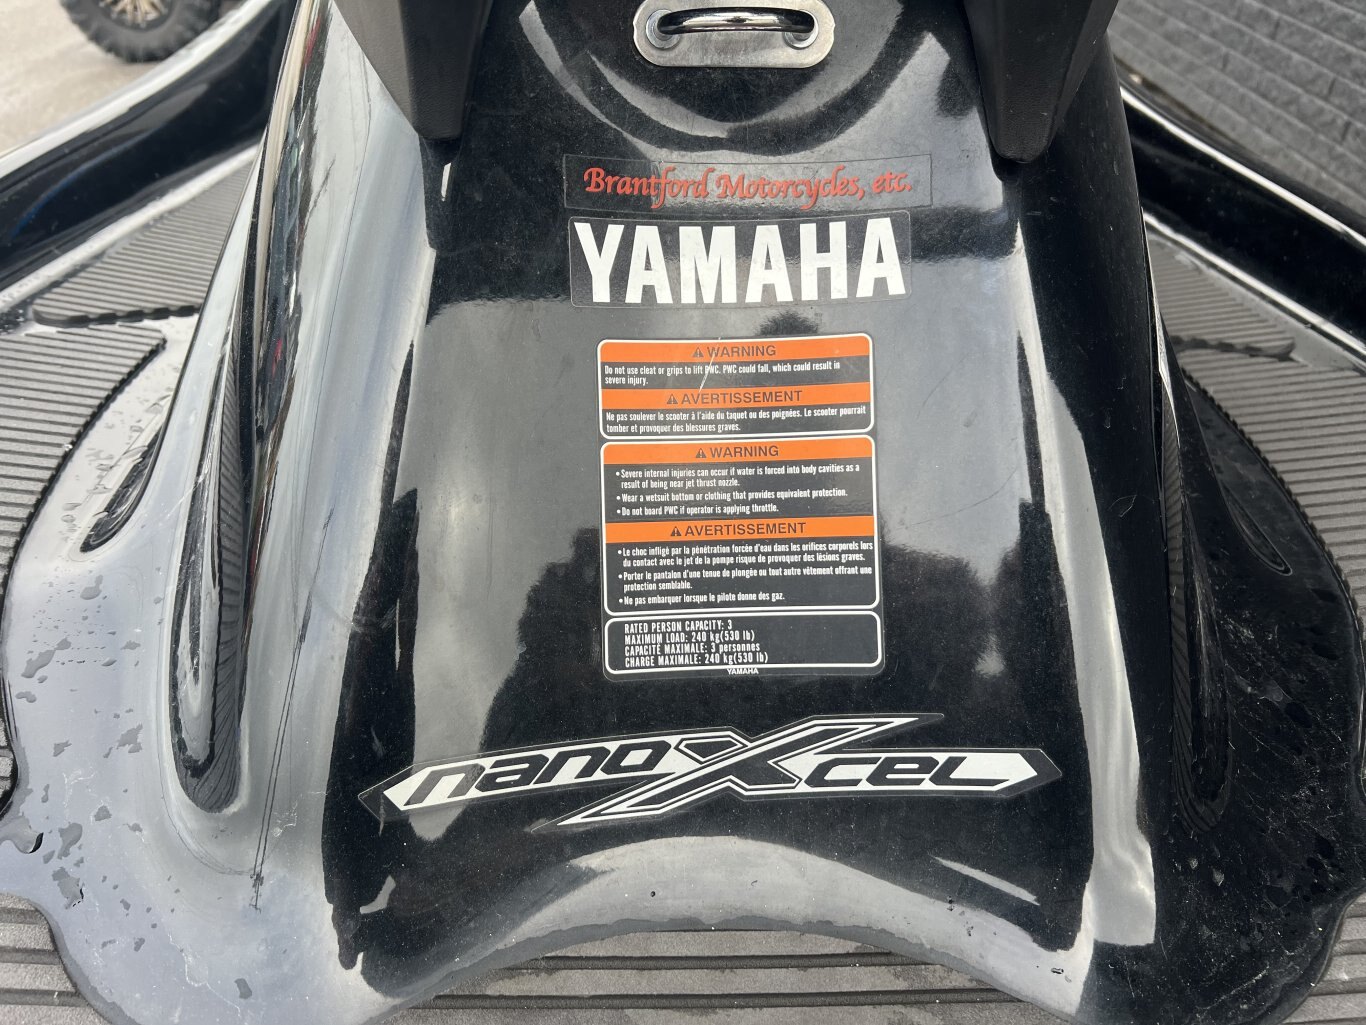 Brantford Motorcycles, etc.
YAMAHA
⚠ WARNING
Do not use cleat or grips to lift PWC. PWC could fall, which could result in
severe injury.
⚠ AVERTISSEMENT
Ne pas soulever le scooter à l'aide du taquet ou des poignées. Le scooter pourrait
tomber et provoquer des blessures graves.
⚠ WARNING
• Severe internal injuries can occur if water is forced into body cavities as a
result of being near jet thrust nozzle.
• Wear a wetsuit bottom or clothing that provides equivalent protection.
• Do not board PWC if operator is applying throttle.
⚠ AVERTISSEMENT
• Le choc infligé par la pénétration forcée d'eau dans les orifices corporels lors
du contact avec le jet de la pompe risque de provoquer des lésions graves.
• Porter le pantalon d'une tenue de plongée ou tout autre vêtement offrant une
protection semblable.
• Ne pas embarquer lorsque le pilote donne des gaz.
RATED PERSON CAPACITY: 3
MAXIMUM LOAD: 240 kg(530 lb)
CAPACITÉ MAXIMALE: 3 personnes
CHARGE MAXIMALE: 240 kg(530 lb)
YAMAHA
nanoXcel